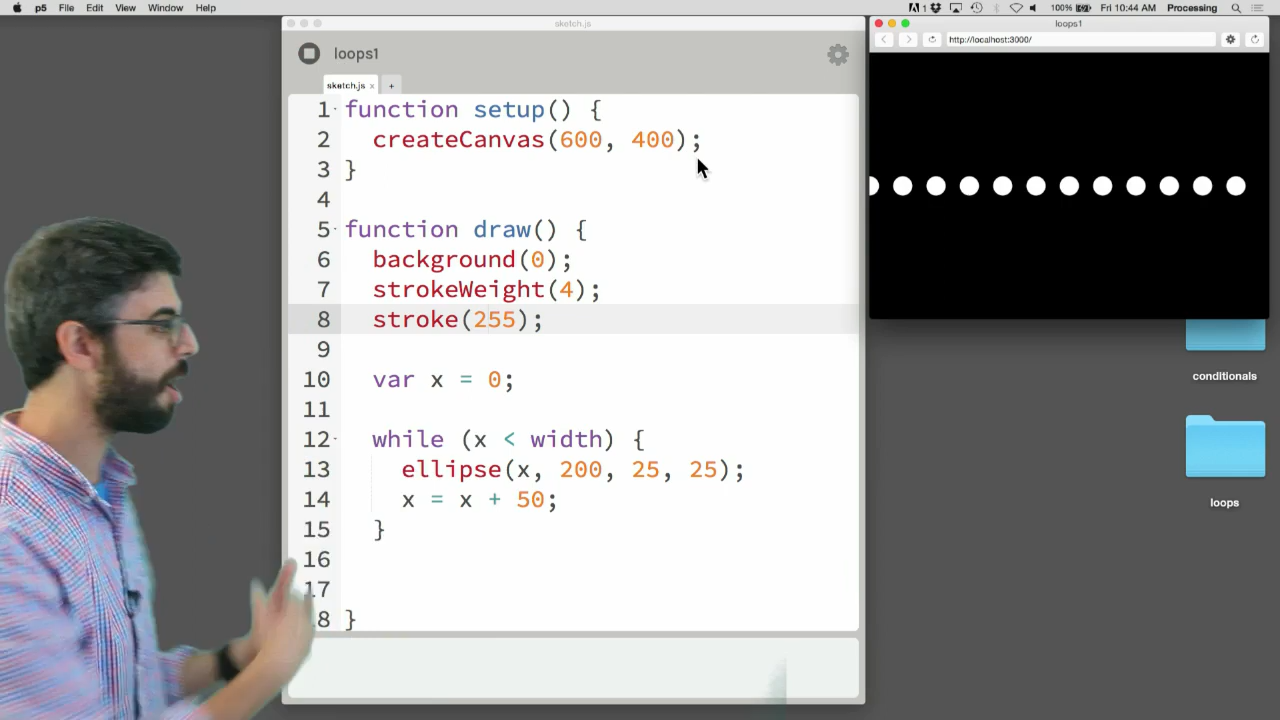 p5 File Edit View Window Help
1 100% Fri 10:44 AM Processing
sketch.js
loops1
sketch.js × +
1 function setup() {
2 createCanvas(600, 400);
3 }
4
5 function draw() {
6 background(0);
7 strokeWeight(4);
8 stroke(255);
9
10 var x = 0;
11
12 while (x < width) {
13 ellipse(x, 200, 25, 25);
14 x = x + 50;
15 }
16
17
8 }
loops1
http://localhost:3000/
conditionals
loops